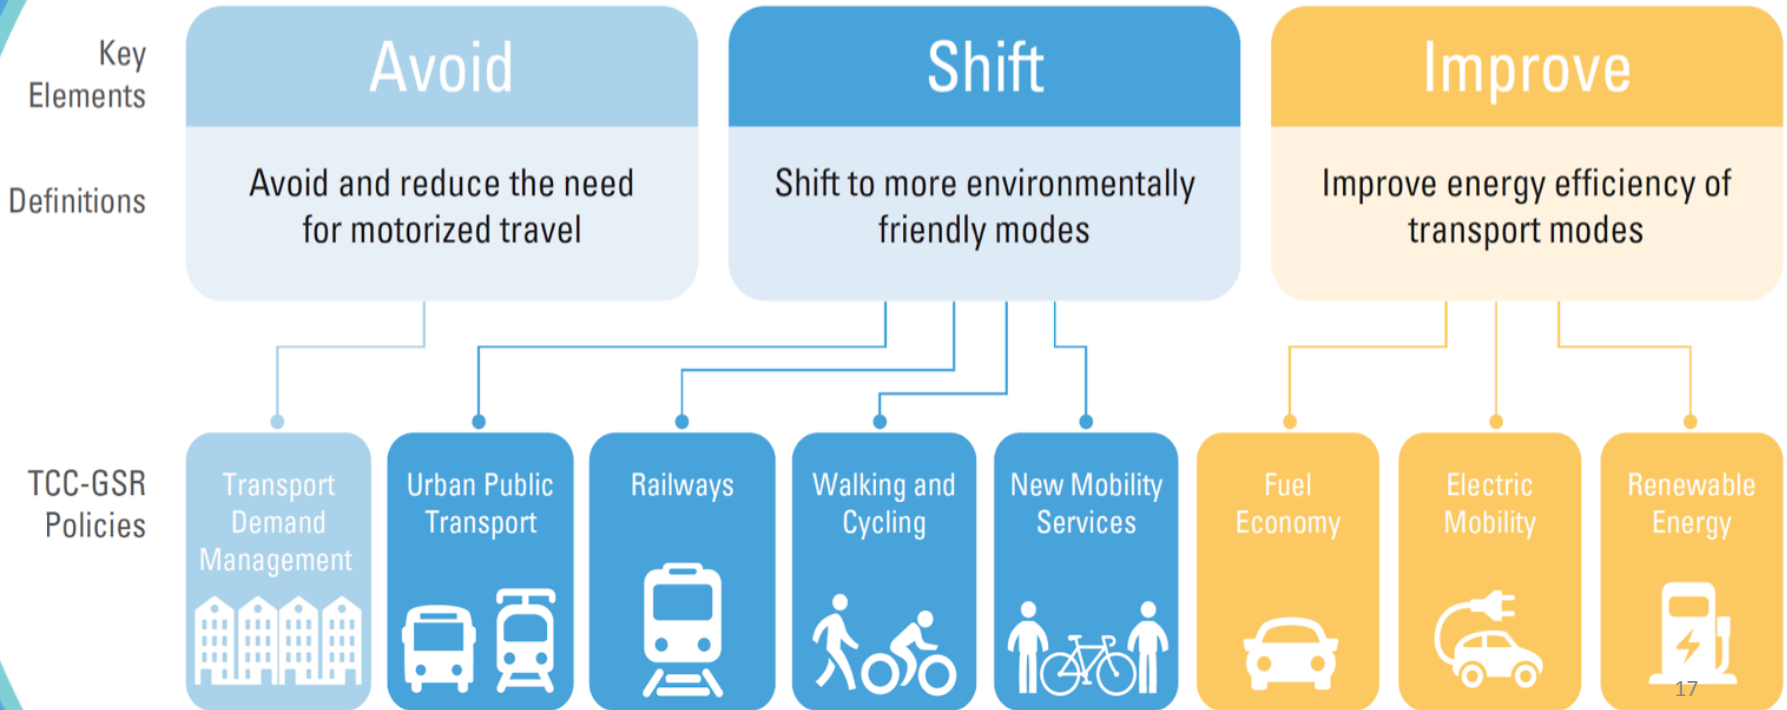 Key
Elements
Avoid
Shift
Improve
Definitions
Avoid and reduce the need
for motorized travel
Shift to more environmentally
friendly modes
Improve energy efficiency of
transport modes
TCC-GSR
Policies
Transport
Demand
Management
Urban Public
Transport
Railways
Walking and
Cycling
New Mobility
Services
Fuel
Economy
Electric
Mobility
Renewable
Energy
17